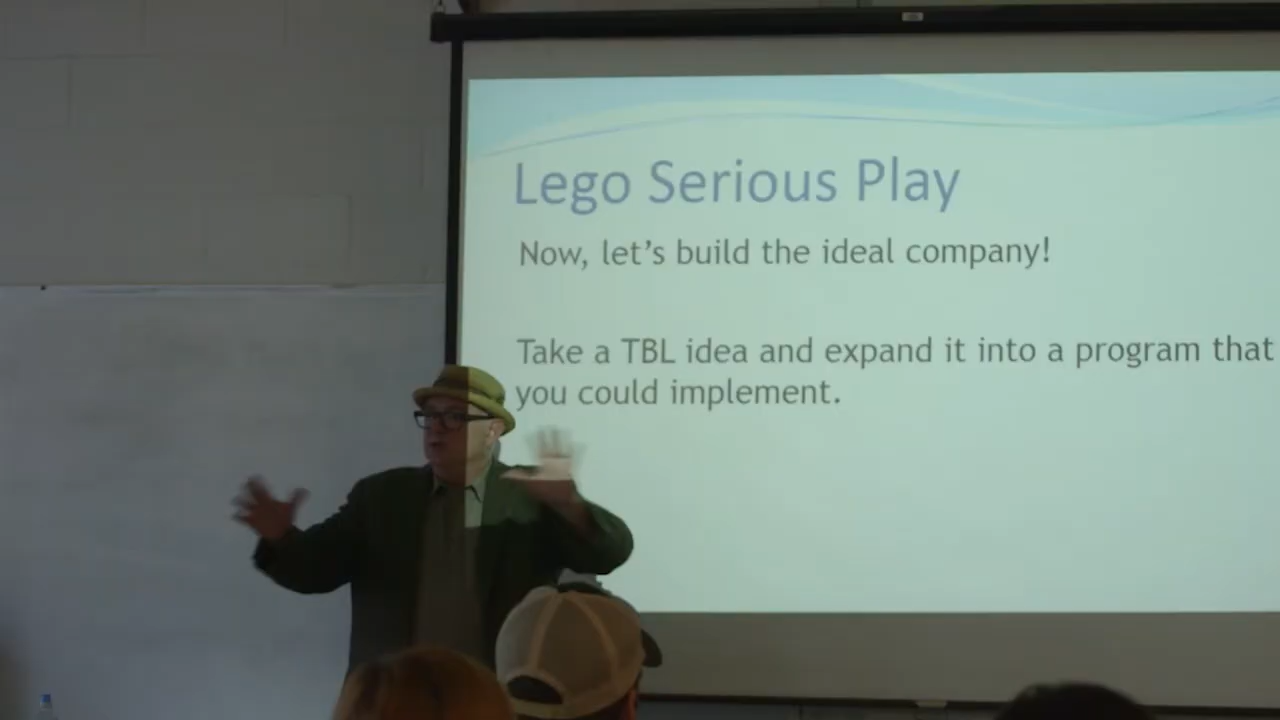 Lego Serious Play
Now, let's build the ideal company!
Take a TBL idea and expand it into a program that
you could implement.